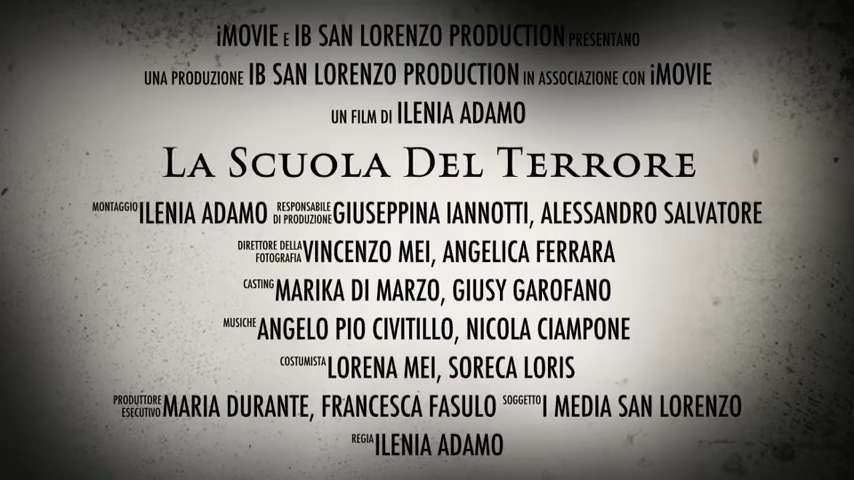 iMOVIE E IB SAN LORENZO PRODUCTION PRESENTANO
UNA PRODUZIONE IB SAN LORENZO PRODUCTION IN ASSOCIAZIONE CON iMOVIE
UN FILM DI ILENIA ADAMO
LA SCUOLA DEL TERRORE
MONTAGGIO ILENIA ADAMO RESPONSABILE DI PRODUZIONE GIUSEPPINA IANNOTTI, ALESSANDRO SALVATORE
DIRETTORE DELLA FOTOGRAFIA VINCENZO MEI, ANGELICA FERRARA
CASTING MARIKA DI MARZO, GIUSY GAROFANO
MUSICHE ANGELO PIO CIVITILLO, NICOLA CIAMPONE
COSTUMISTA LORENA MEI, SORECA LORIS
PRODUTTORE ESECUTIVO MARIA DURANTE, FRANCESCA FASULO SOGGETTO I MEDIA SAN LORENZO
REGIA ILENIA ADAMO